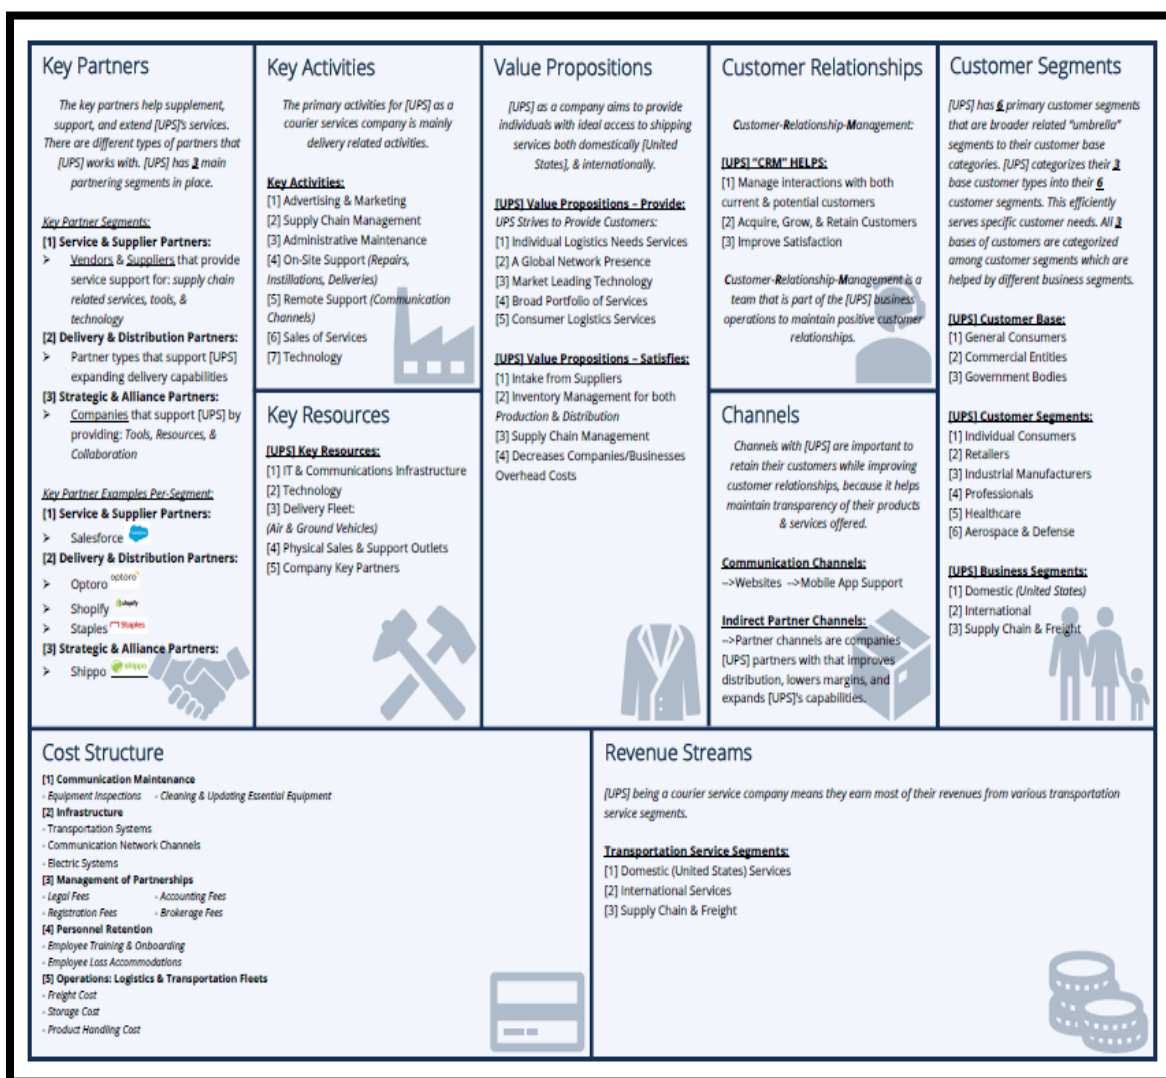 Key Partners
The key partners help supplement,
support, and extend [UPS]'s services.
There are different types of partners that
[UPS] works with. [UPS] has 3 main
partnering segments in place.
Key Partner Segments:
[1] Service & Supplier Partners:
➢ Vendors & Suppliers that provide
service support for: supply chain
related services, tools, &
technology
[2] Delivery & Distribution Partners:
➢ Partner types that support [UPS]
expanding delivery capabilities
[3] Strategic & Alliance Partners:
➢ Companies that support [UPS] by
providing: Tools, Resources, &
Collaboration
Key Partner Examples Per-Segment:
[1] Service & Supplier Partners:
➢ Salesforce
[2] Delivery & Distribution Partners:
➢ Optoro optoro
➢ Shopify shopify
➢ Staples Staples
[3] Strategic & Alliance Partners:
➢ Shippo shippo
Key Activities
The primary activities for [UPS] as a
courier services company is mainly
delivery related activities.
Key Activities:
[1] Advertising & Marketing
[2] Supply Chain Management
[3] Administrative Maintenance
[4] On-Site Support (Repairs,
Instillations, Deliveries)
[5] Remote Support (Communication
Channels)
[6] Sales of Services
[7] Technology
Key Resources
[UPS] Key Resources:
[1] IT & Communications Infrastructure
[2] Technology
[3] Delivery Fleet:
(Air & Ground Vehicles)
[4] Physical Sales & Support Outlets
[5] Company Key Partners
Value Propositions
[UPS] as a company aims to provide
individuals with ideal access to shipping
services both domestically [United
States], & internationally.
[UPS] Value Propositions – Provide:
UPS Strives to Provide Customers:
[1] Individual Logistics Needs Services
[2] A Global Network Presence
[3] Market Leading Technology
[4] Broad Portfolio of Services
[5] Consumer Logistics Services
[UPS] Value Propositions – Satisfies:
[1] Intake from Suppliers
[2] Inventory Management for both
Production & Distribution
[3] Supply Chain Management
[4] Decreases Companies/Businesses
Overhead Costs
Customer Relationships
Customer-Relationship-Management:
[UPS] "CRM" HELPS:
[1] Manage interactions with both
current & potential customers
[2] Acquire, Grow, & Retain Customers
[3] Improve Satisfaction
Customer-Relationship-Management is a
team that is part of the [UPS] business
operations to maintain positive customer
relationships.
Channels
Channels with [UPS] are important to
retain their customers while improving
customer relationships, because it helps
maintain transparency of their products
& services offered.
Communication Channels:
-->Websites -->Mobile App Support
Indirect Partner Channels:
-->Partner channels are companies
[UPS] partners with that improves
distribution, lowers margins, and
expands [UPS]'s capabilities.
Customer Segments
[UPS] has 6 primary customer segments
that are broader related "umbrella"
segments to their customer base
categories. [UPS] categorizes their 3
base customer types into their 6
customer segments. This efficiently
serves specific customer needs. All 3
bases of customers are categorized
among customer segments which are
helped by different business segments.
[UPS] Customer Base:
[1] General Consumers
[2] Commercial Entities
[3] Government Bodies
[UPS] Customer Segments:
[1] Individual Consumers
[2] Retailers
[3] Industrial Manufacturers
[4] Professionals
[5] Healthcare
[6] Aerospace & Defense
[UPS] Business Segments:
[1] Domestic (United States)
[2] International
[3] Supply Chain & Freight
Cost Structure
[1] Communication Maintenance
- Equipment Inspections - Cleaning & Updating Essential Equipment
[2] Infrastructure
- Transportation Systems
- Communication Network Channels
- Electric Systems
[3] Management of Partnerships
- Legal Fees - Accounting Fees
- Registration Fees - Brokerage Fees
[4] Personnel Retention
- Employee Training & Onboarding
- Employee Loss Accommodations
[5] Operations: Logistics & Transportation Fleets
- Freight Cost
- Storage Cost
- Product Handling Cost
Revenue Streams
[UPS] being a courier service company means they earn most of their revenues from various transportation
service segments.
Transportation Service Segments:
[1] Domestic (United States) Services
[2] International Services
[3] Supply Chain & Freight